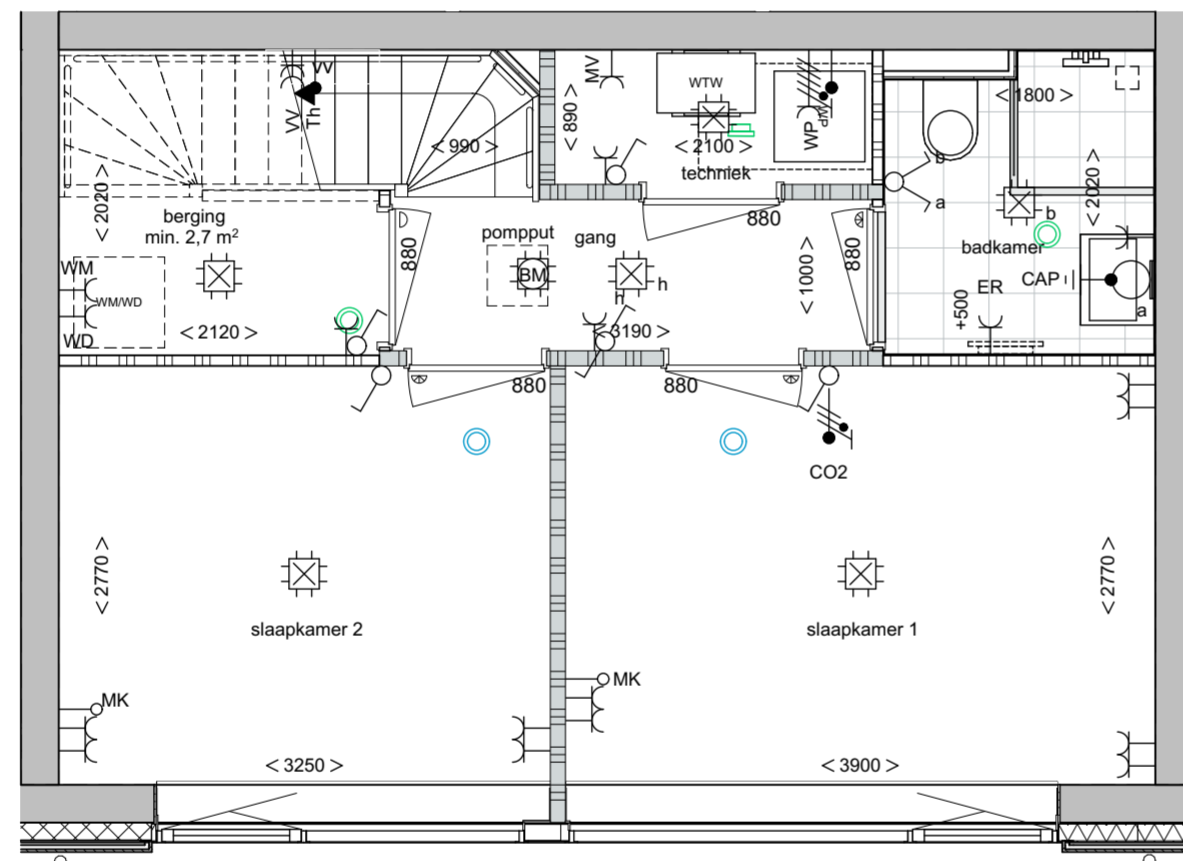 VV
VV
Th
< 990 >
< 890 >
MV
WTW
< 2100 >
techniek
WP
PWP
< 1800 >
< 2020 >
berging
min. 2,7 m²
WM
WM/WD
WD
< 2120 >
880
pompput
BM
gang
h
h
< 3190 >
880
< 1000 >
880
b
a
b
badkamer
< 2020 >
CAP
ER
+500
a
880
880
CO2
< 2770 >
slaapkamer 2
slaapkamer 1
< 2770 >
MK
MK
< 3250 >
< 3900 >